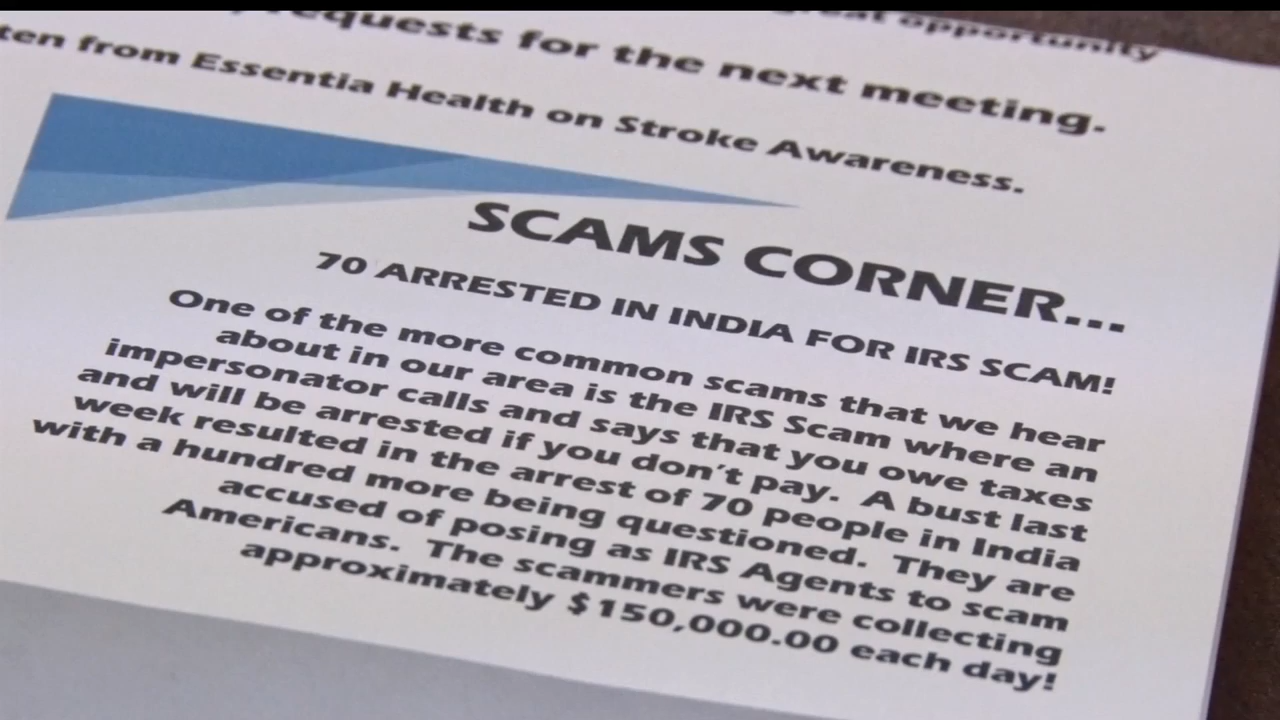 great opportunity
requests for the next meeting.
ten from Essentia Health on Stroke Awareness.
SCAMS CORNER...
70 ARRESTED IN INDIA FOR IRS SCAM!
One of the more common scams that we hear
about in our area is the IRS Scam where an
impersonator calls and says that you owe taxes
and will be arrested if you don't pay. A bust last
week resulted in the arrest of 70 people in India
with a hundred more being questioned. They are
accused of posing as IRS Agents to scam
Americans. The scammers were collecting
approximately $150,000.00 each day!